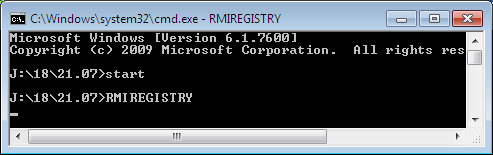 C:\Windows\system32\cmd.exe - RMIREGISTRY
Microsoft Windows [Version 6.1.7600]
Copyright (c) 2009 Microsoft Corporation.  All rights res
J:\18\21.07>start
J:\18\21.07>RMIREGISTRY